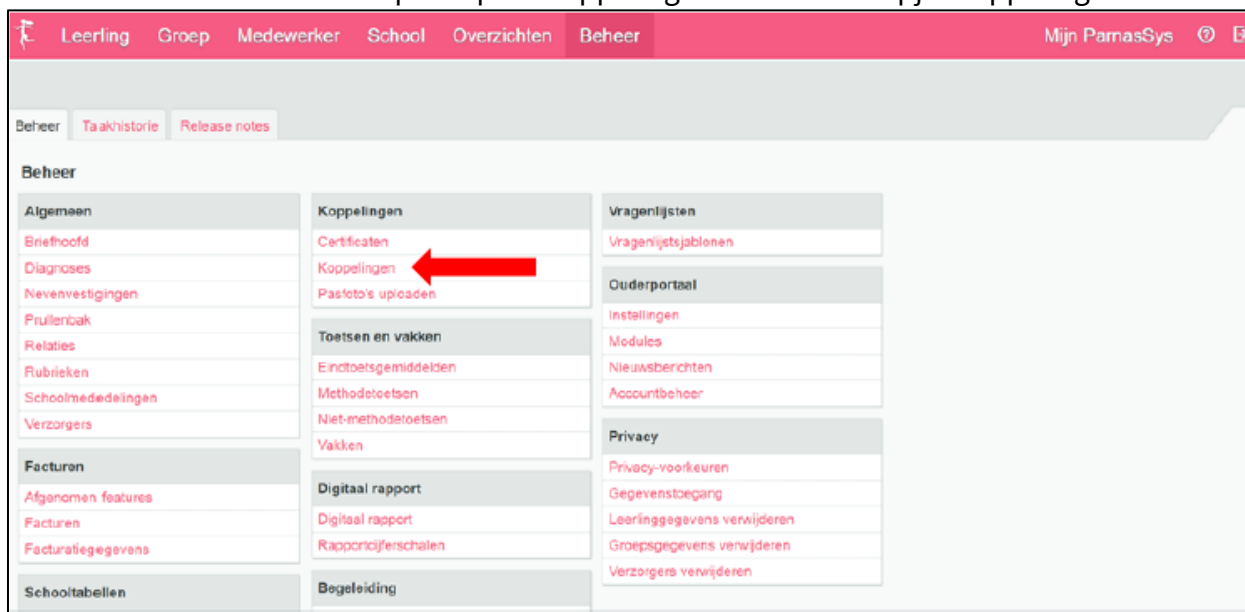 Leerling Groep Medewerker School Overzichten Beheer Mijn ParnasSys
Beheer Taakhistorie Release notes
Beheer
Algemeen
Briefhoofd
Diagnoses
Nevenvestigingen
Prullenbak
Relaties
Rubrieken
Schoolmededelingen
Verzorgers
Facturen
Afgenomen features
Facturen
Facturatiegegevens
Schooltabellen
Koppelingen
Certificaten
Koppelingen
Pasfoto's uploaden
Toetsen en vakken
Eindtoetsgemiddelden
Methodetoetsen
Niet-methodetoetsen
Vakken
Digitaal rapport
Digitaal rapport
Rapportcijferschalen
Begeleiding
Vragenlijsten
Vragenlijstsjablonen
Ouderportaal
Instellingen
Modules
Nieuwsberichten
Accountbeheer
Privacy
Privacy-voorkeuren
Gegevenstoegang
Leerlinggegevens verwijderen
Groepsgegevens verwijderen
Verzorgers verwijderen